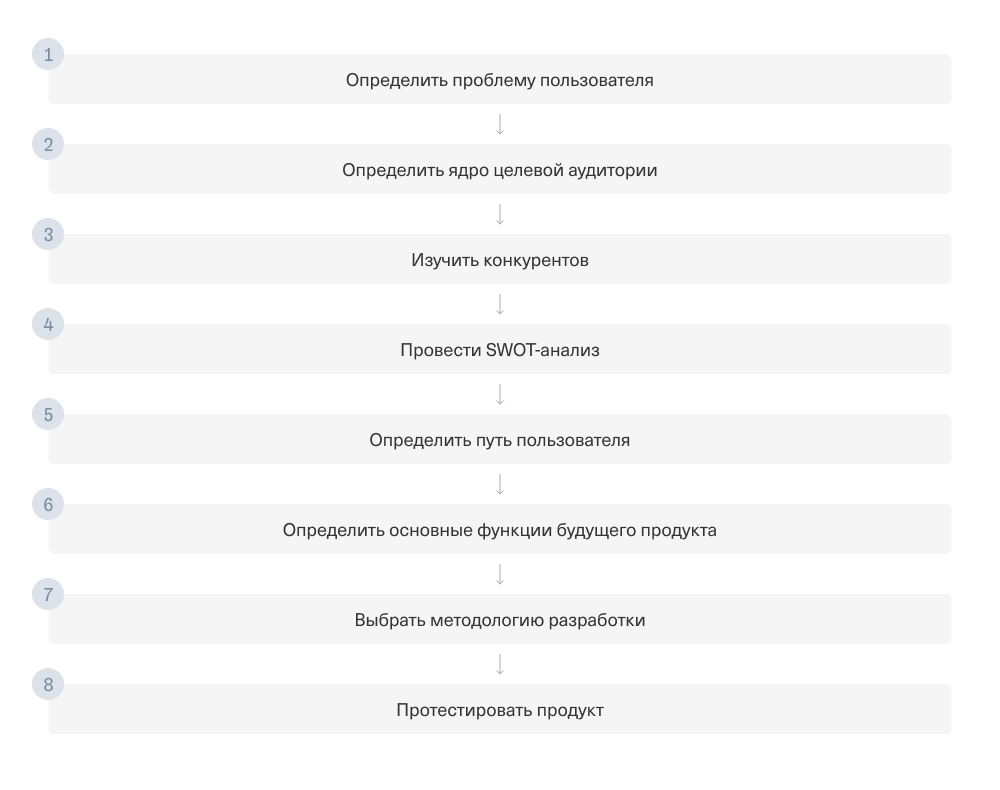 1
Определить проблему пользователя
2
Определить ядро целевой аудитории
3
Изучить конкурентов
4
Провести SWOT-анализ
5
Определить путь пользователя
6
Определить основные функции будущего продукта
7
Выбрать методологию разработки
8
Протестировать продукт